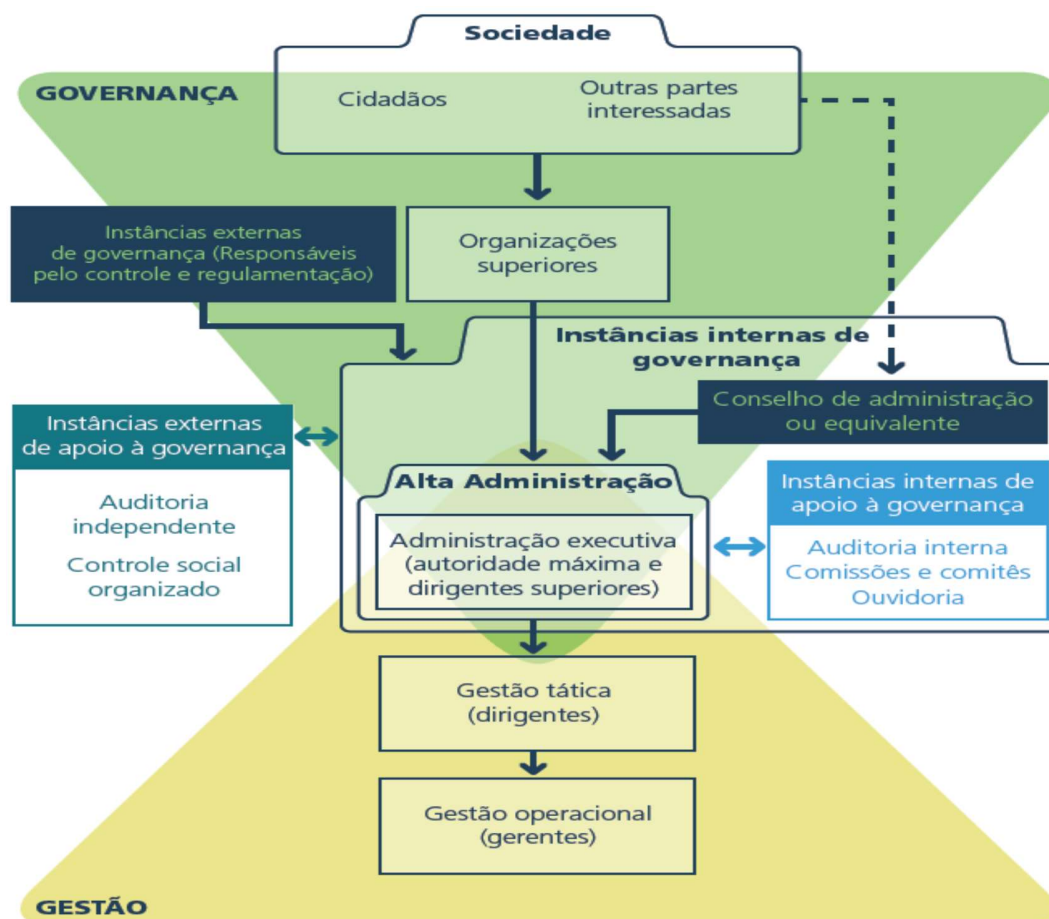 Sociedade
GOVERNANÇA
Cidadãos
Outras partes
interessadas
Instâncias externas
de governança (Responsáveis
pelo controle e regulamentação)
Organizações
superiores
Instâncias internas de
governança
Conselho de administração
ou equivalente
Instâncias externas
de apoio à governança
Auditoria
independente
Controle social
organizado
Alta Administração
Administração executiva
(autoridade máxima e
dirigentes superiores)
Instâncias internas de
apoio à governança
Auditoria interna
Comissões e comitês
Ouvidoria
Gestão tática
(dirigentes)
Gestão operacional
(gerentes)
GESTÃO